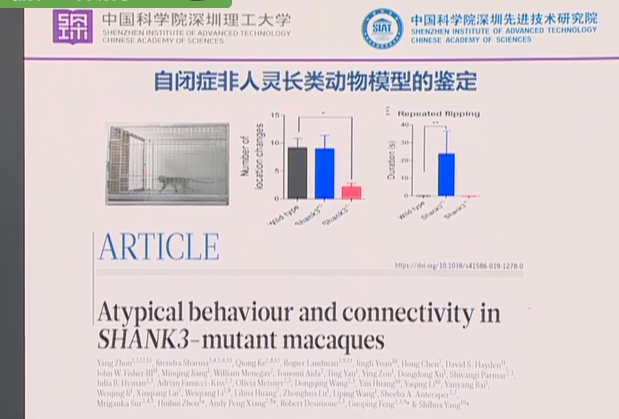 中国科学院深圳理工大学
SHENZHEN INSTITUTE OF ADVANCED TECHNOLOGY
CHINESE ACADEMY OF SCIENCES
SIAT
中国科学院深圳先进技术研究院
SHENZHEN INSTITUTE OF ADVANCED TECHNOLOGY
CHINESE ACADEMY OF SCIENCES
自闭症非人灵长类动物模型的鉴定
Number of
location changes
15
10
5
0
*
Wild type
Shank3
Shank3
Repeated flipping
Duration (s)
40
30
20
10
0
**
Wild type
Shank3
Shank3
ARTICLE
https://doi.org/10.1038/s41586-019-1278-0
Atypical behaviour and connectivity in
SHANK3-mutant macaques
Yang Zhou, Jitendra Sharma, Qiong Ke, Rogier Landman, Jingli Yuan, Hong Chen, David S. Hayden
John W. Fisher III, Minqing Jiang, William Menegas, Tomomi Aida, Ting Yan, Ying Zou, Dongdong Xu, Shivangi Parmar
Julia B. Hyman, Adrian Fanucci-Kiss, Olivia Meisner, Dongqing Wang, Yan Huang, Yaqing Li, Yanyang Bai
Wenjing Ji, Xinqiang Lai, Weiqiang Li, Lihua Huang, Zhonghua Lu, Liping Wang, Sheeba A. Anteraper
Mriganka Sur, Huihui Zhou, Andy Peng Xiang, Robert Desimone, Guoping Feng & Shihua Yang